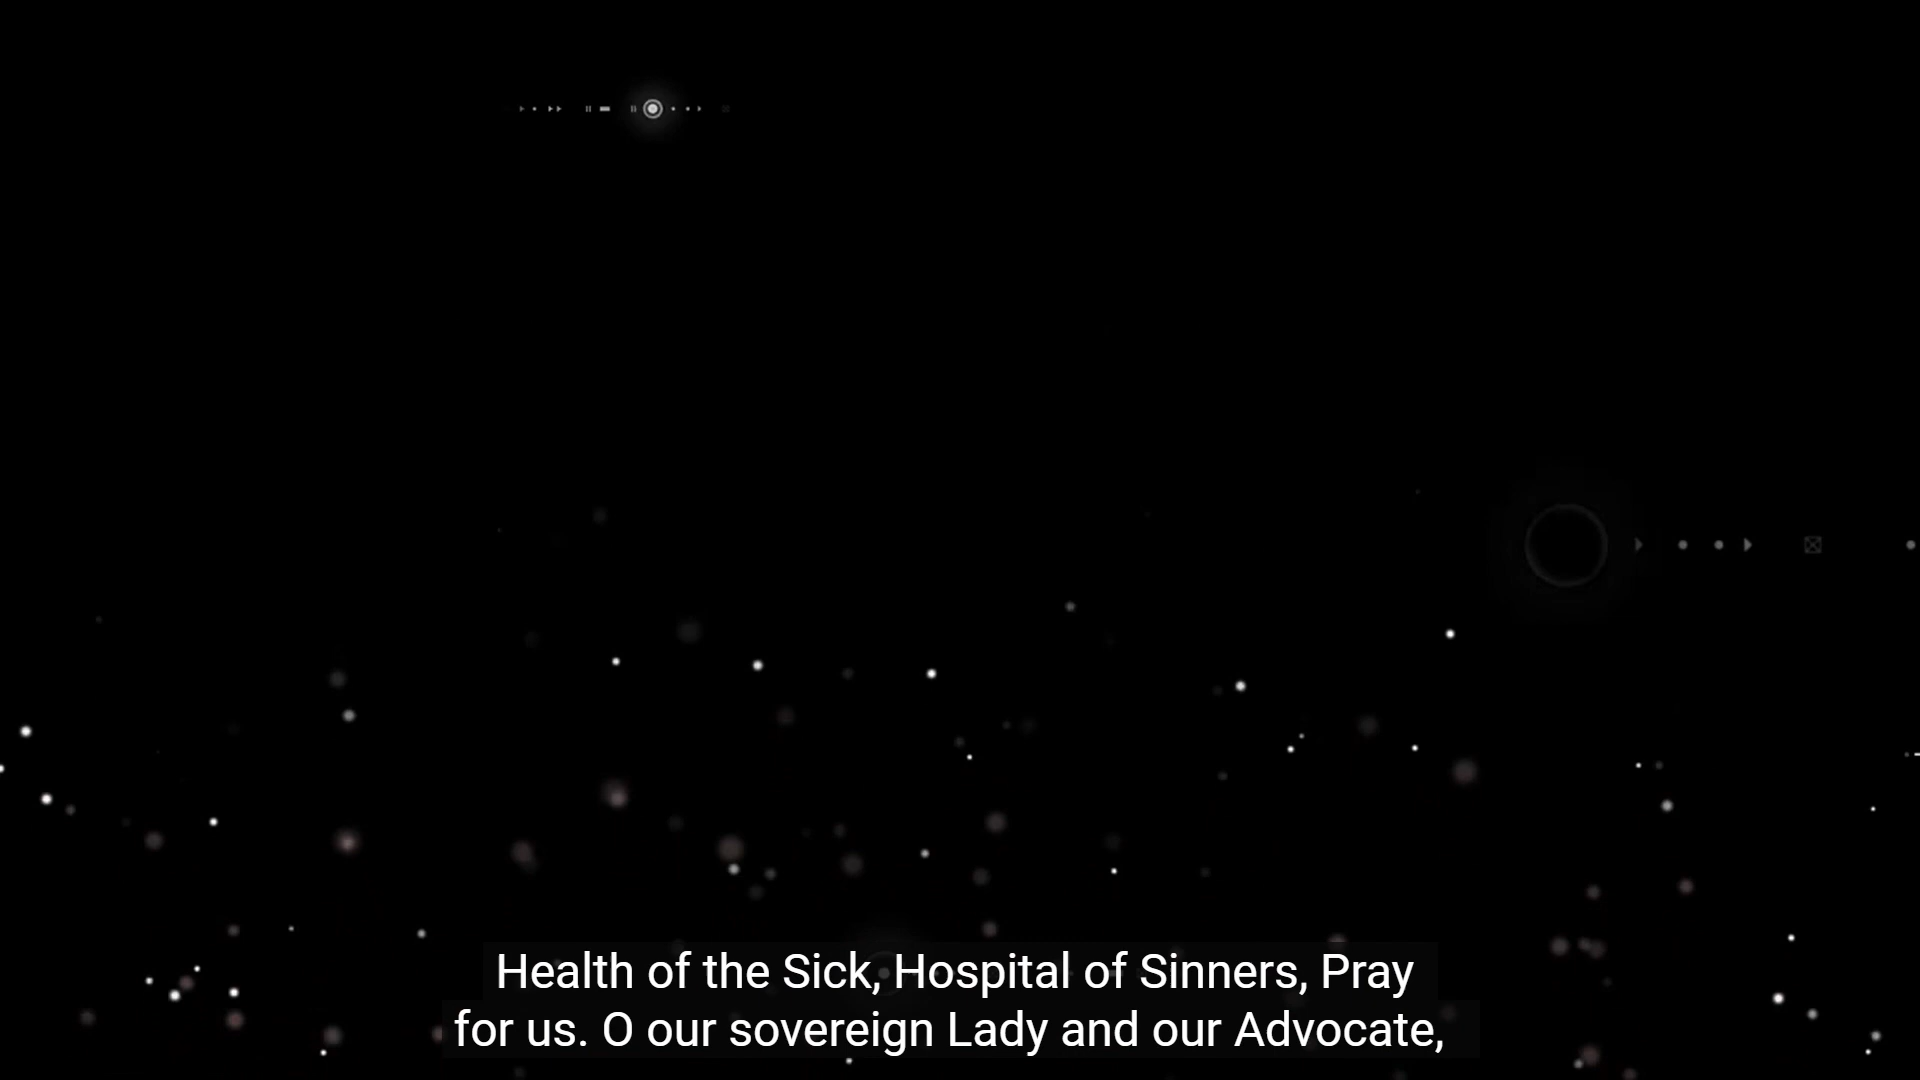 Health of the Sick, Hospital of Sinners, Pray
for us. O our sovereign Lady and our Advocate,